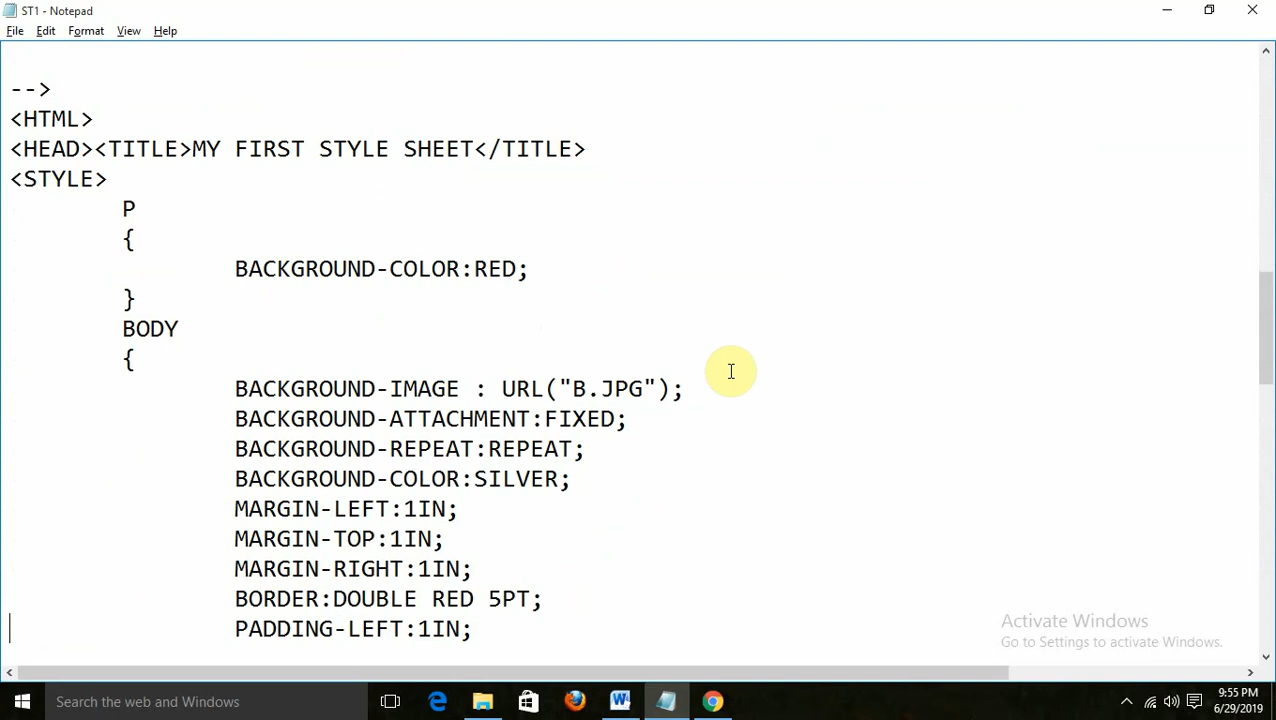 ST1 - Notepad
File Edit Format View Help
-->
<HTML>
<HEAD><TITLE>MY FIRST STYLE SHEET</TITLE>
<STYLE>
P
{
BACKGROUND-COLOR:RED;
}
BODY
{
BACKGROUND-IMAGE : URL("B.JPG");
BACKGROUND-ATTACHMENT:FIXED;
BACKGROUND-REPEAT:REPEAT;
BACKGROUND-COLOR:SILVER;
MARGIN-LEFT:1IN;
MARGIN-TOP:1IN;
MARGIN-RIGHT:1IN;
BORDER:DOUBLE RED 5PT;
PADDING-LEFT:1IN;
Activate Windows
Go to Settings to activate Windows.
Search the web and Windows
9:55 PM
6/29/2019